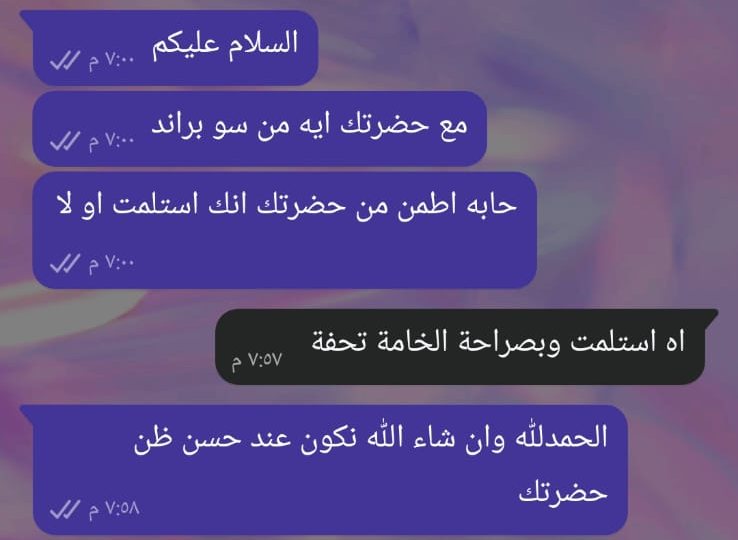 السلام عليكم
٧:٠٠ م
مع حضرتك ايه من سو براند
٧:٠٠ م
حابه اطمن من حضرتك انك استلمت او لا
٧:٠٠ م
اه استلمت وبصراحة الخامة تحفة
٧:٥٧ م
الحمدلله وان شاء الله نكون عند حسن ظن
حضرتك
٧:٥٨ م